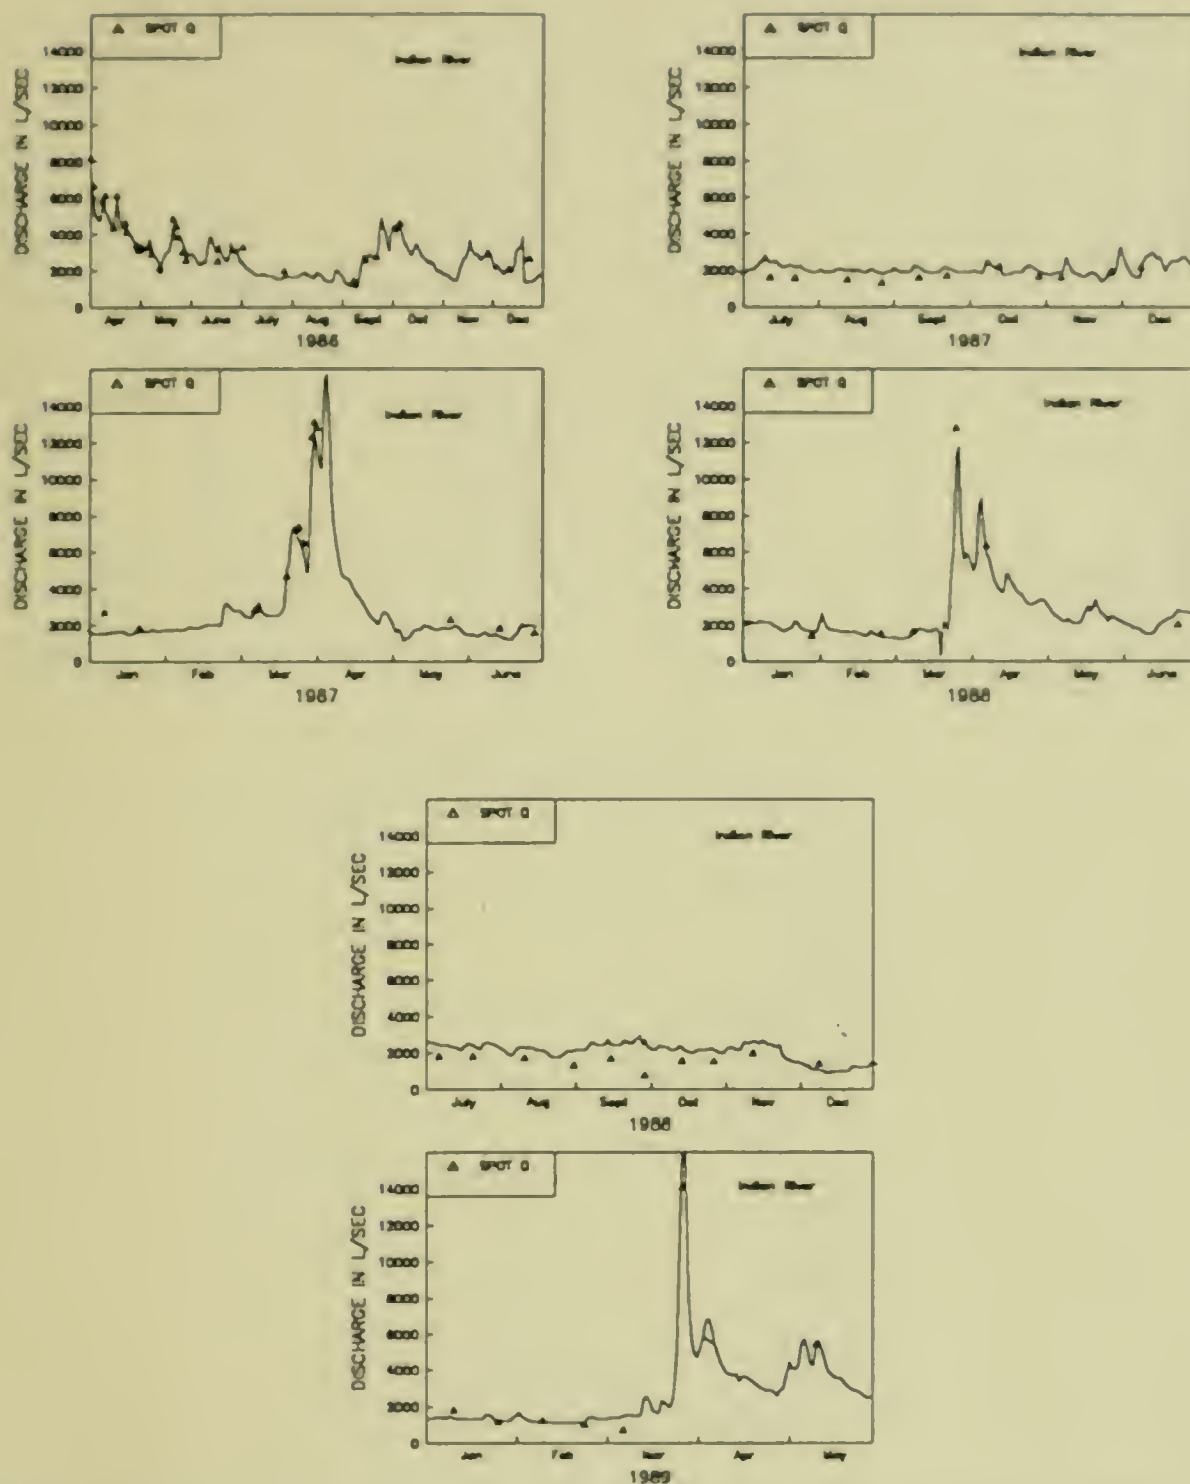 SPOT Q
Indian River
DISCHARGE IN L/SEC
14000
12000
10000
8000
6000
4000
2000
0
Apr May June July Aug Sept Oct Nov Dec
1986
SPOT Q
Indian River
DISCHARGE IN L/SEC
14000
12000
10000
8000
6000
4000
2000
0
July Aug Sept Oct Nov Dec
1987
SPOT Q
Indian River
DISCHARGE IN L/SEC
14000
12000
10000
8000
6000
4000
2000
0
Jan Feb Mar Apr May June
1987
SPOT Q
Indian River
DISCHARGE IN L/SEC
14000
12000
10000
8000
6000
4000
2000
0
Jan Feb Mar Apr May June
1988
SPOT Q
Indian River
DISCHARGE IN L/SEC
14000
12000
10000
8000
6000
4000
2000
0
July Aug Sept Oct Nov Dec
1988
SPOT Q
Indian River
DISCHARGE IN L/SEC
14000
12000
10000
8000
6000
4000
2000
0
Jan Feb Mar Apr May
1989